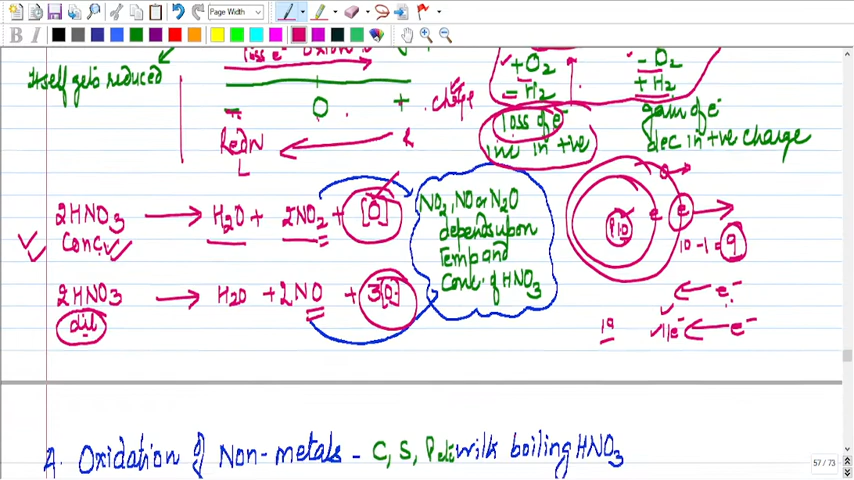 Page Width
loss e⁻
Itself gets reduced
+ O₂
= H₂
- O₂
+ H₂
- 0 +
charge
loss of e⁻
inc in +ve
gain of e⁻
dec in +ve charge
RedN
2HNO₃ → H₂O + 2NO₂ + [O]
Conc.
NO₂, NO or N₂O
depends upon
Temp and
Conc. of HNO₃
P10
e e
10 - 1 = 9
2HNO₃ → H₂O + 2NO + 3[O]
dil
e⁻
10
11e⁻ ← e⁻
A. Oxidation of Non-metals - C, S, P etc with boiling HNO₃
57 / 73